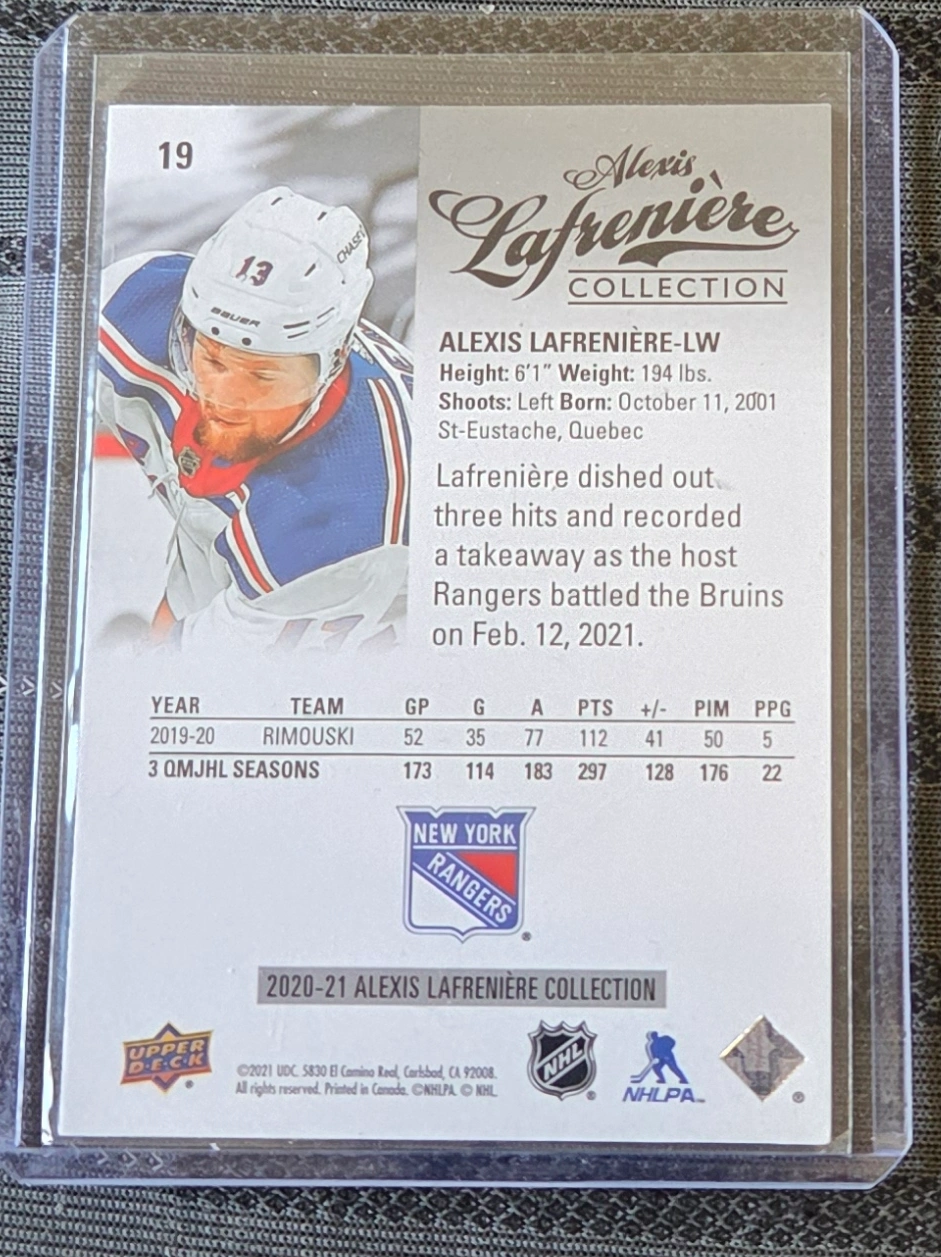 19
Alexis
Lafrenière
COLLECTION
CHASE
13
BAUER
ALEXIS LAFRENIÈRE-LW
Height: 6'1" Weight: 194 lbs.
Shoots: Left Born: October 11, 2001
St-Eustache, Quebec
Lafrenière dished out
three hits and recorded
a takeaway as the host
Rangers battled the Bruins
on Feb. 12, 2021.
YEAR TEAM GP G A PTS +/- PIM PPG
2019-20 RIMOUSKI 52 35 77 112 41 50 5
3 QMJHL SEASONS 173 114 183 297 128 176 22
NEW YORK
RANGERS
®
2020-21 ALEXIS LAFRENIÈRE COLLECTION
UPPER
DECK
®
©2021 UDC. 5830 El Camino Real, Carlsbad, CA 92008.
All rights reserved. Printed in Canada. ©NHLPA. © NHL.
NHL
®
NHLPA™
®